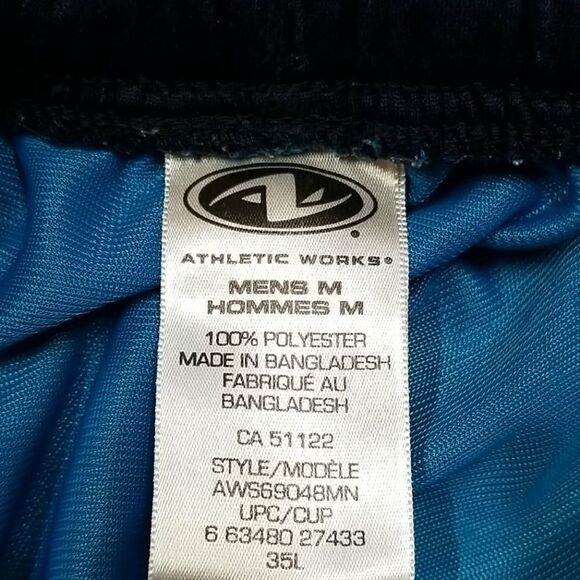 ATHLETIC WORKS®
MENS M
HOMMES M
100% POLYESTER
MADE IN BANGLADESH
FABRIQUÉ AU
BANGLADESH
CA 51122
STYLE/MODÈLE
AWS69048MN
UPC/CUP
6 63480 27433
35L